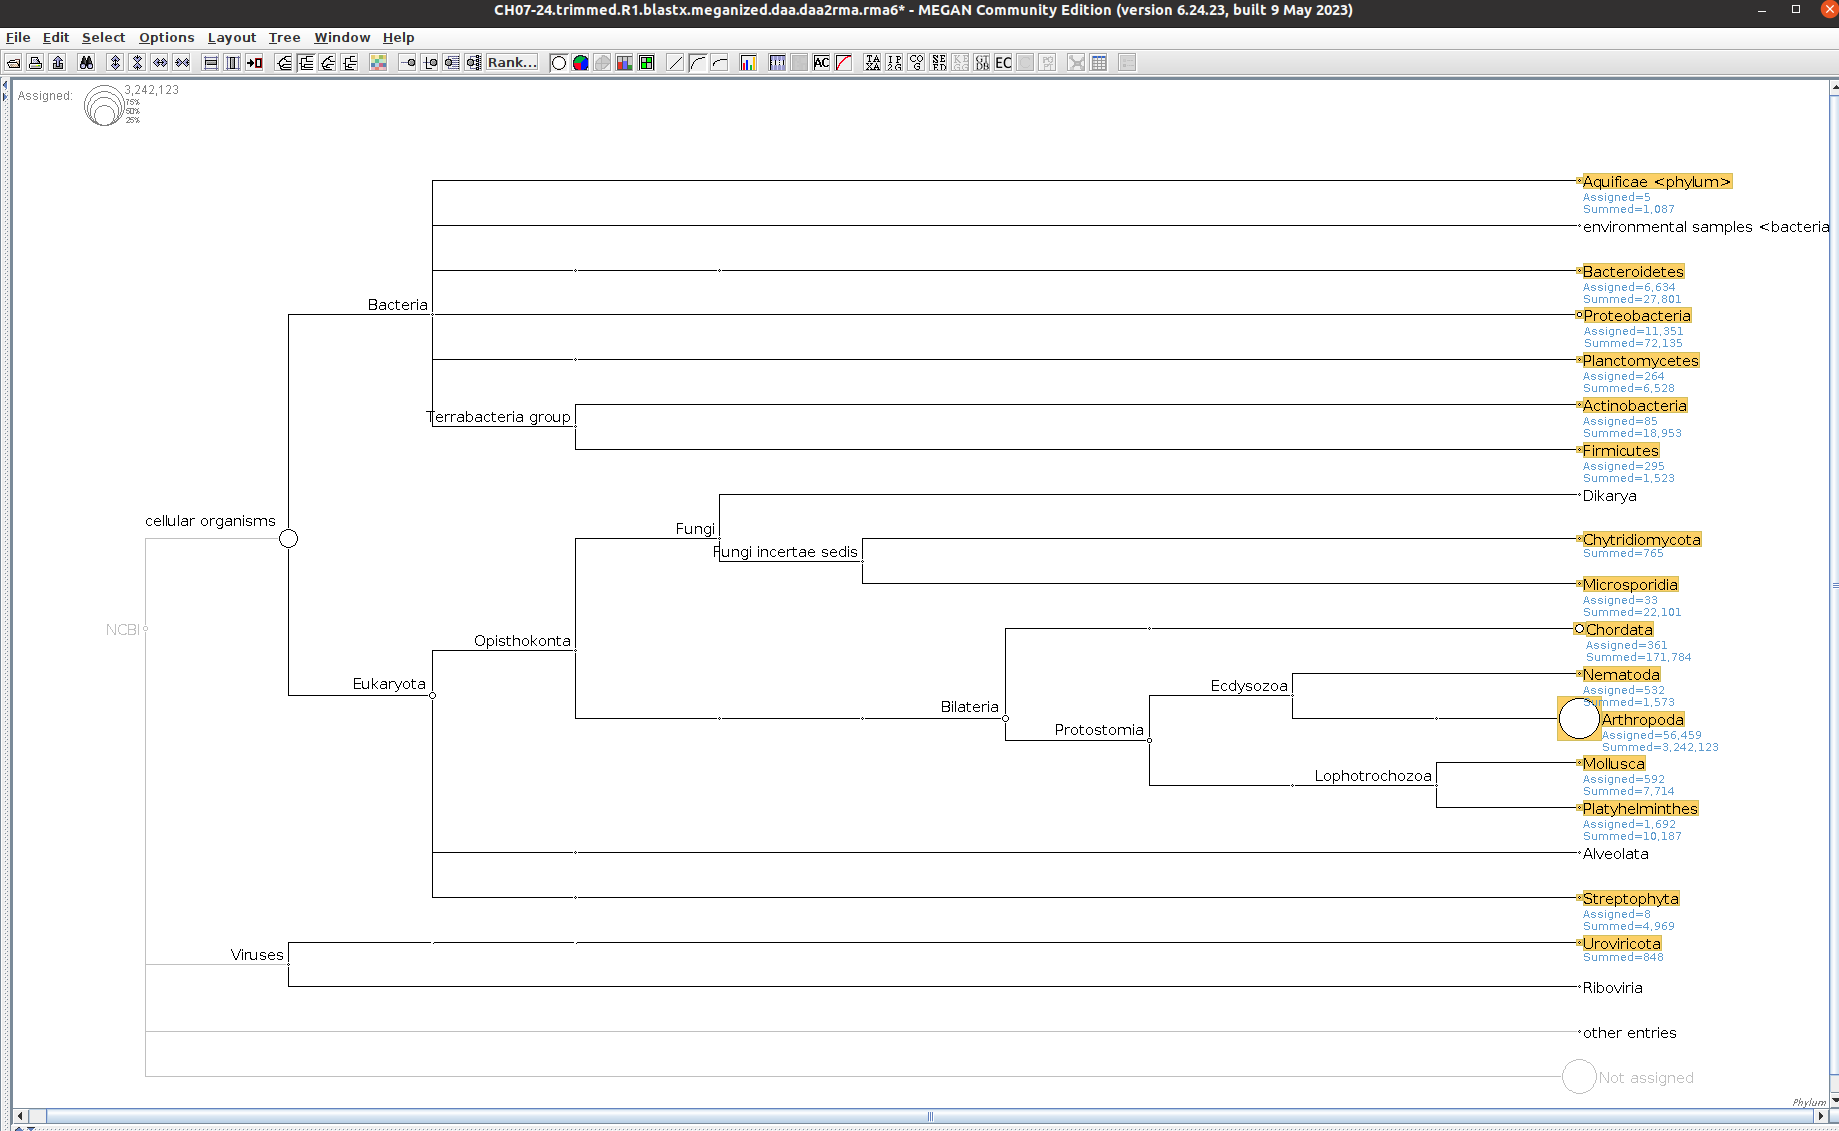 CH07-24.trimmed.R1.blastx.meganized.daa.daa2rma.rma6* - MEGAN Community Edition (version 6.24.23, built 9 May 2023)
File Edit Select Options Layout Tree Window Help
Rank... AC EC
Assigned: 3,242,123
75%
50%
25%
Aquificae <phylum>
Assigned=5
Summed=1,087
environmental samples <bacteria
Bacteroidetes
Assigned=6,634
Summed=27,801
Bacteria
Proteobacteria
Assigned=11,351
Summed=72,135
Planctomycetes
Assigned=264
Summed=6,528
Terrabacteria group
Actinobacteria
Assigned=85
Summed=18,953
Firmicutes
Assigned=295
Summed=1,523
Dikarya
cellular organisms
Fungi
Fungi incertae sedis
Chytridiomycota
Summed=765
Microsporidia
Assigned=33
Summed=22,101
NCBI
Opisthokonta
Chordata
Assigned=361
Summed=171,784
Eukaryota
Ecdysozoa
Nematoda
Assigned=532
Summed=1,573
Bilateria
Arthropoda
Assigned=56,459
Summed=3,242,123
Protostomia
Mollusca
Assigned=592
Summed=7,714
Lophotrochozoa
Platyhelminthes
Assigned=1,692
Summed=10,187
Alveolata
Streptophyta
Assigned=8
Summed=4,969
Viruses
Uroviricota
Summed=848
Riboviria
other entries
Not assigned
Phylum